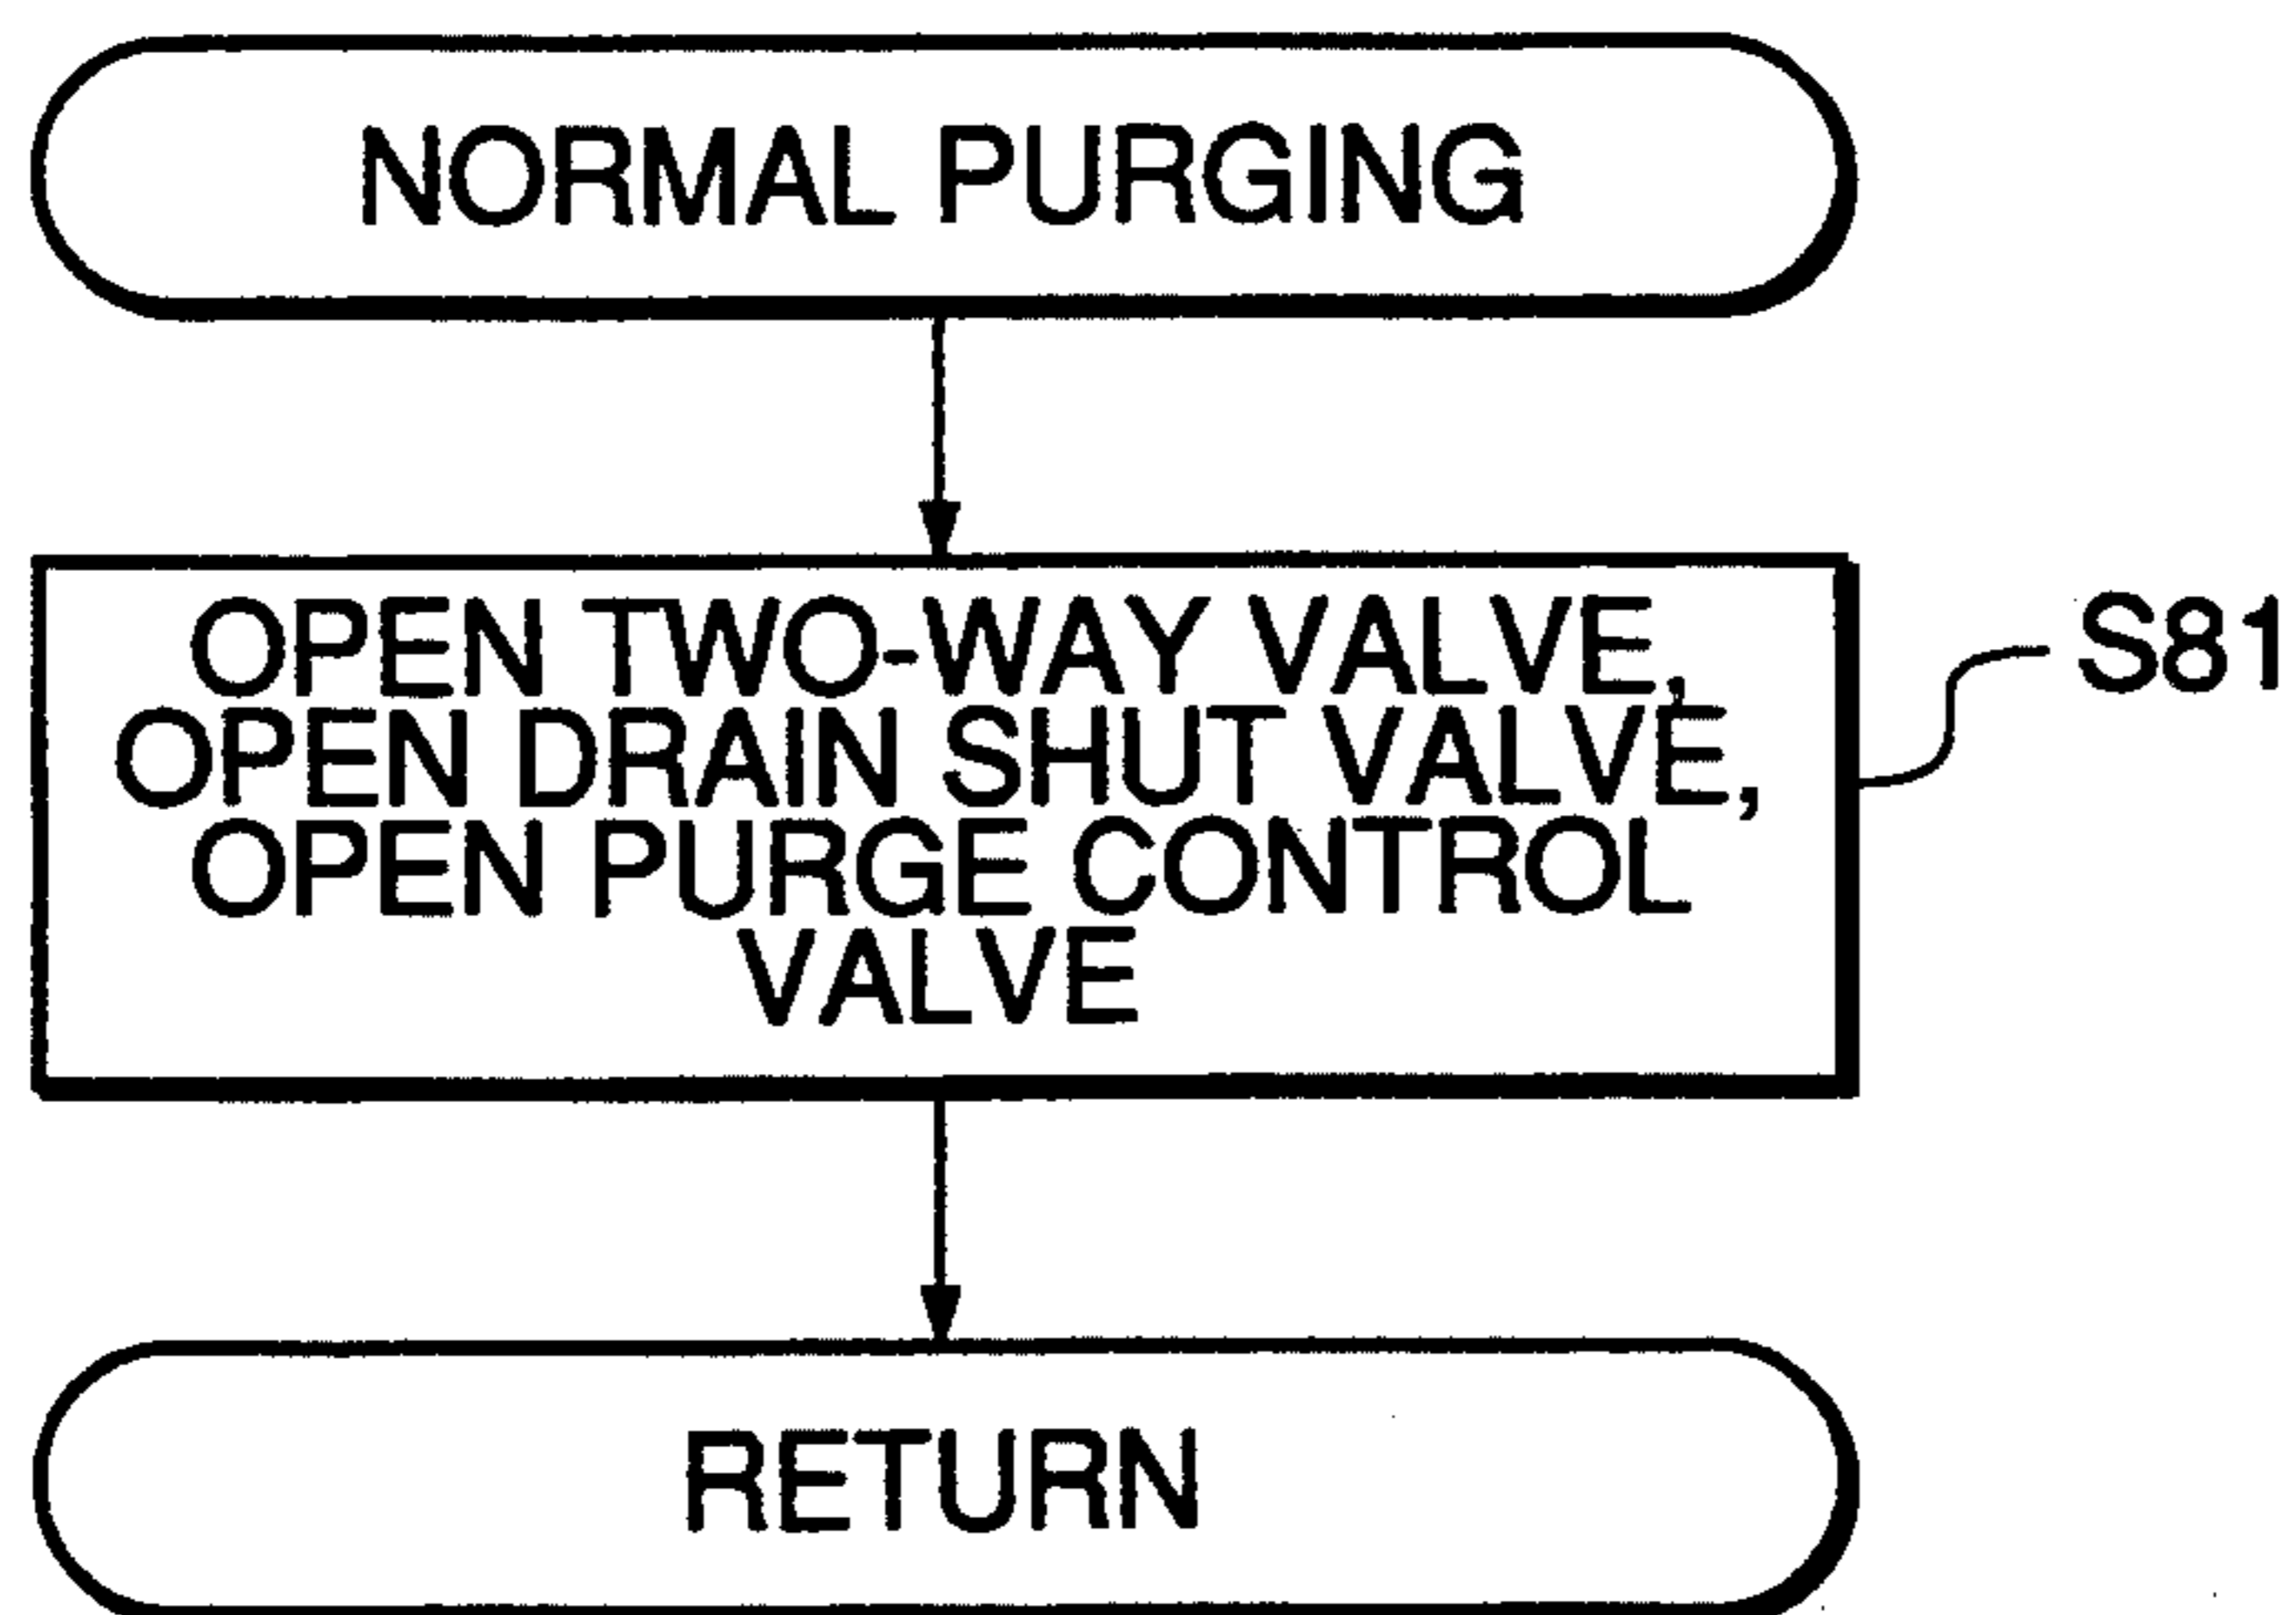 NORMAL PURGING
OPEN TWO-WAY VALVE,
OPEN DRAIN SHUT VALVE,
OPEN PURGE CONTROL
VALVE
S81
RETURN